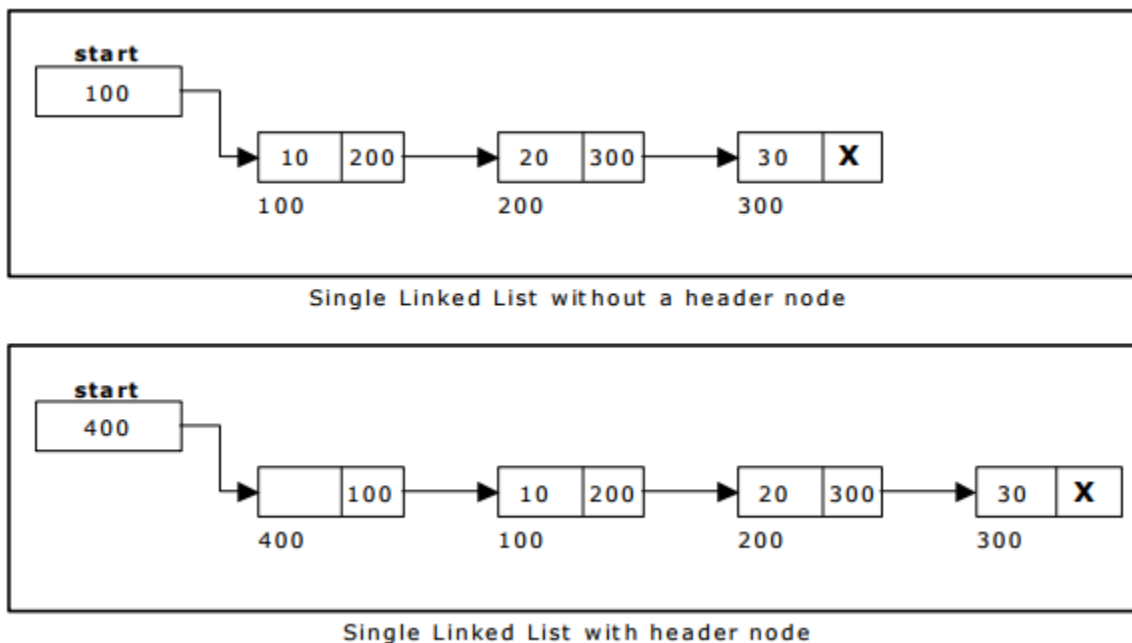 start
100
10 200 20 300 30 X
100 200 300
Single Linked List without a header node
start
400
100 10 200 20 300 30 X
400 100 200 300
Single Linked List with header node